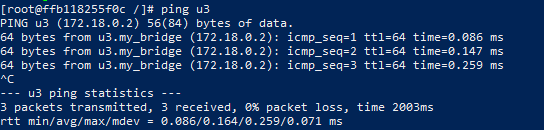 [root@ffb118255f0c /]# ping u3
PING u3 (172.18.0.2) 56(84) bytes of data.
64 bytes from u3.my_bridge (172.18.0.2): icmp_seq=1 ttl=64 time=0.086 ms
64 bytes from u3.my_bridge (172.18.0.2): icmp_seq=2 ttl=64 time=0.147 ms
64 bytes from u3.my_bridge (172.18.0.2): icmp_seq=3 ttl=64 time=0.259 ms
^C
--- u3 ping statistics ---
3 packets transmitted, 3 received, 0% packet loss, time 2003ms
rtt min/avg/max/mdev = 0.086/0.164/0.259/0.071 ms